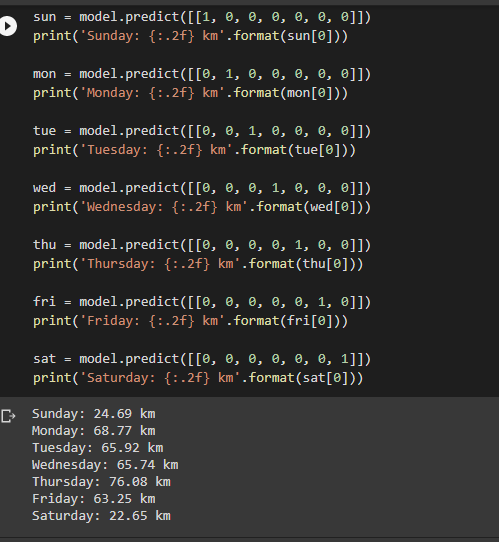 sun = model.predict([[1, 0, 0, 0, 0, 0, 0]])
print('Sunday: {:.2f} km'.format(sun[0]))
mon = model.predict([[0, 1, 0, 0, 0, 0, 0]])
print('Monday: {:.2f} km'.format(mon[0]))
tue = model.predict([[0, 0, 1, 0, 0, 0, 0]])
print('Tuesday: {:.2f} km'.format(tue[0]))
wed = model.predict([[0, 0, 0, 1, 0, 0, 0]])
print('Wednesday: {:.2f} km'.format(wed[0]))
thu = model.predict([[0, 0, 0, 0, 1, 0, 0]])
print('Thursday: {:.2f} km'.format(thu[0]))
fri = model.predict([[0, 0, 0, 0, 0, 1, 0]])
print('Friday: {:.2f} km'.format(fri[0]))
sat = model.predict([[0, 0, 0, 0, 0, 0, 1]])
print('Saturday: {:.2f} km'.format(sat[0]))
Sunday: 24.69 km
Monday: 68.77 km
Tuesday: 65.92 km
Wednesday: 65.74 km
Thursday: 76.08 km
Friday: 63.25 km
Saturday: 22.65 km